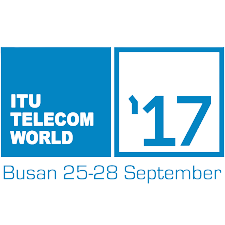 ITU
TELECOM
WORLD
'17
Busan 25-28 September